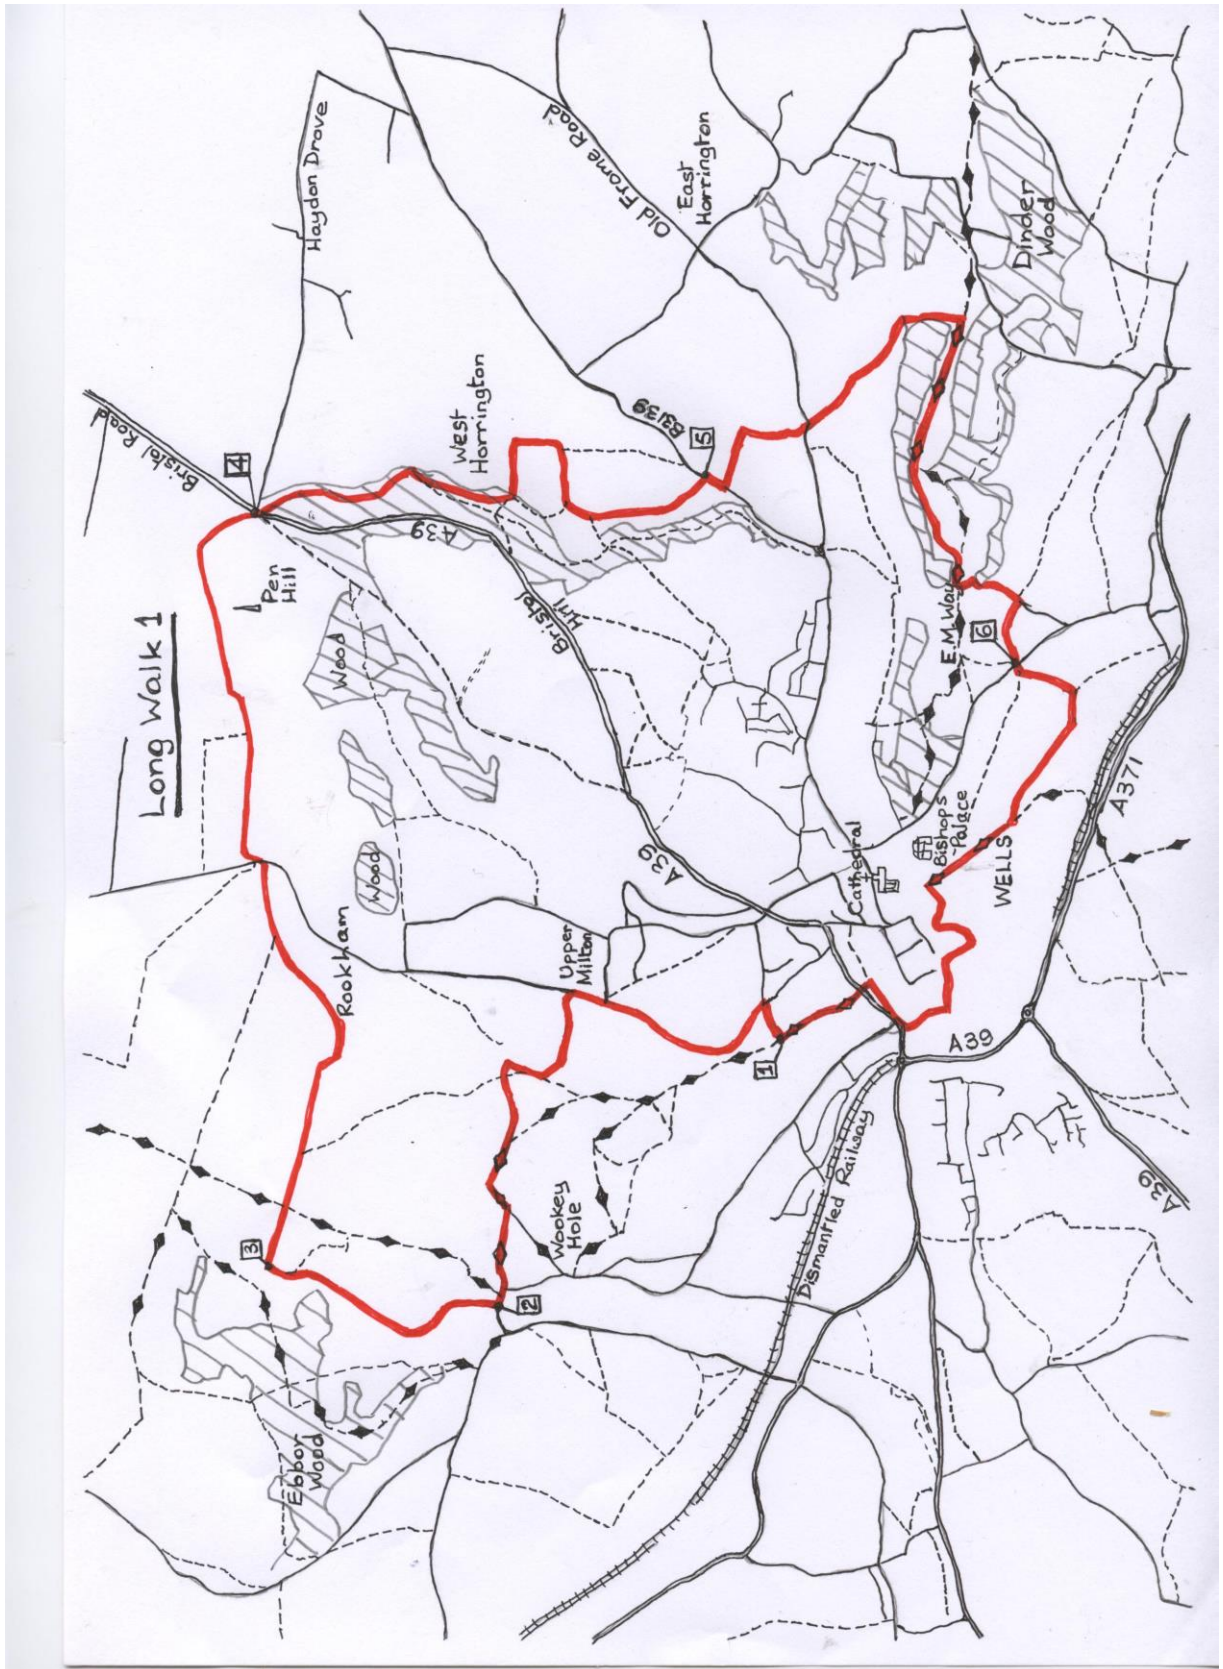 Long Walk 1
Bristol Road
4
3
Pen
Hill
Haydon Drove
Ebbor
Wood
Rookham
Wood
Wood
A39
West
Horrington
2
Bristol
Hill
Wookey
Hole
Upper
Milton
Old Frome Road
B3139
A39
5
East
Horrington
1
Dismantled Railway
Cathedral
E.M.Way
Bishops
Palace
6
A39
WELLS
Dinder
Wood
A371
A39